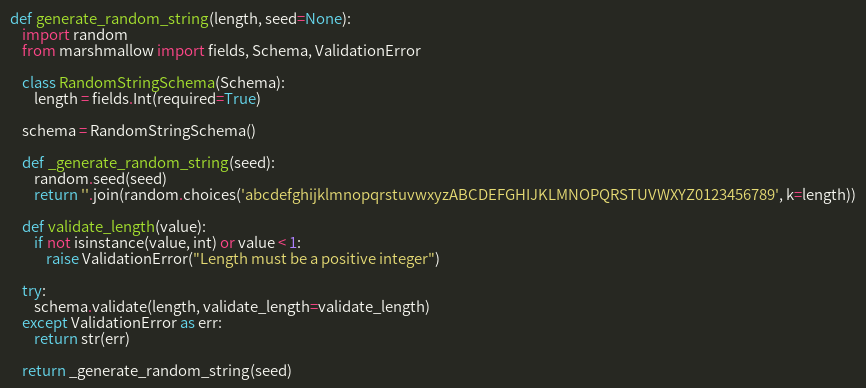 def generate_random_string(length, seed=None):
    import random
    from marshmallow import fields, Schema, ValidationError

    class RandomStringSchema(Schema):
        length = fields.Int(required=True)

    schema = RandomStringSchema()

    def _generate_random_string(seed):
        random.seed(seed)
        return ''.join(random.choices('abcdefghijklmnopqrstuvwxyzABCDEFGHIJKLMNOPQRSTUVWXYZ0123456789', k=length))

    def validate_length(value):
        if not isinstance(value, int) or value < 1:
            raise ValidationError("Length must be a positive integer")

    try:
        schema.validate(length, validate_length=validate_length)
    except ValidationError as err:
        return str(err)

    return _generate_random_string(seed)